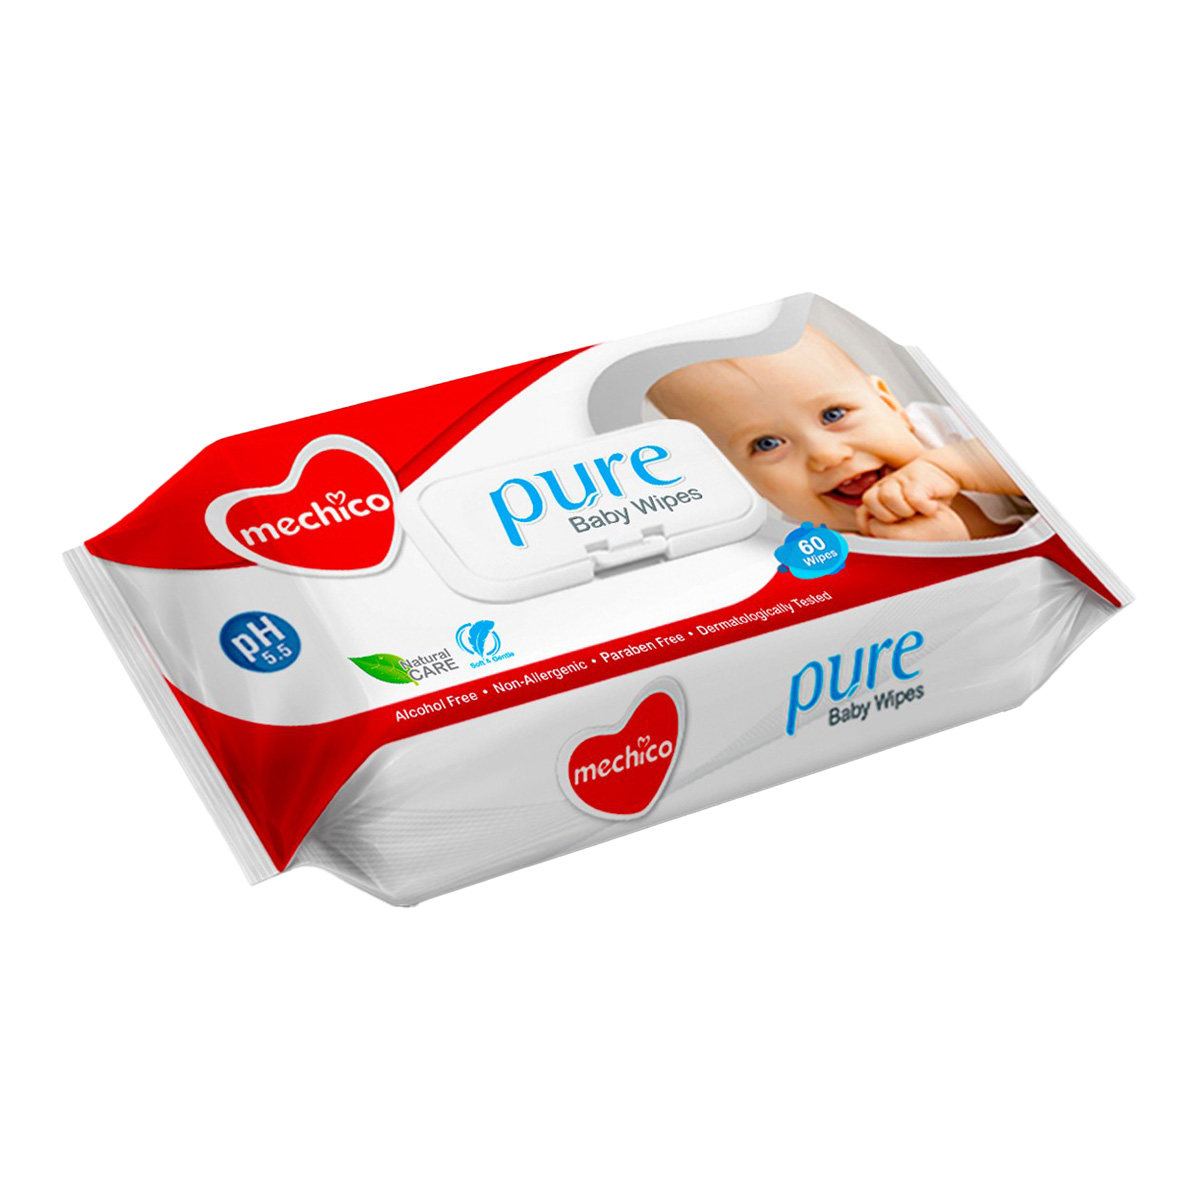 mechico
pure
Baby Wipes
60
Wipes
pH
5.5
Natural
CARE
Soft & Gentle
Alcohol Free • Non-Allergenic • Paraben Free • Dermatologically Tested
mechico
pure
Baby Wipes